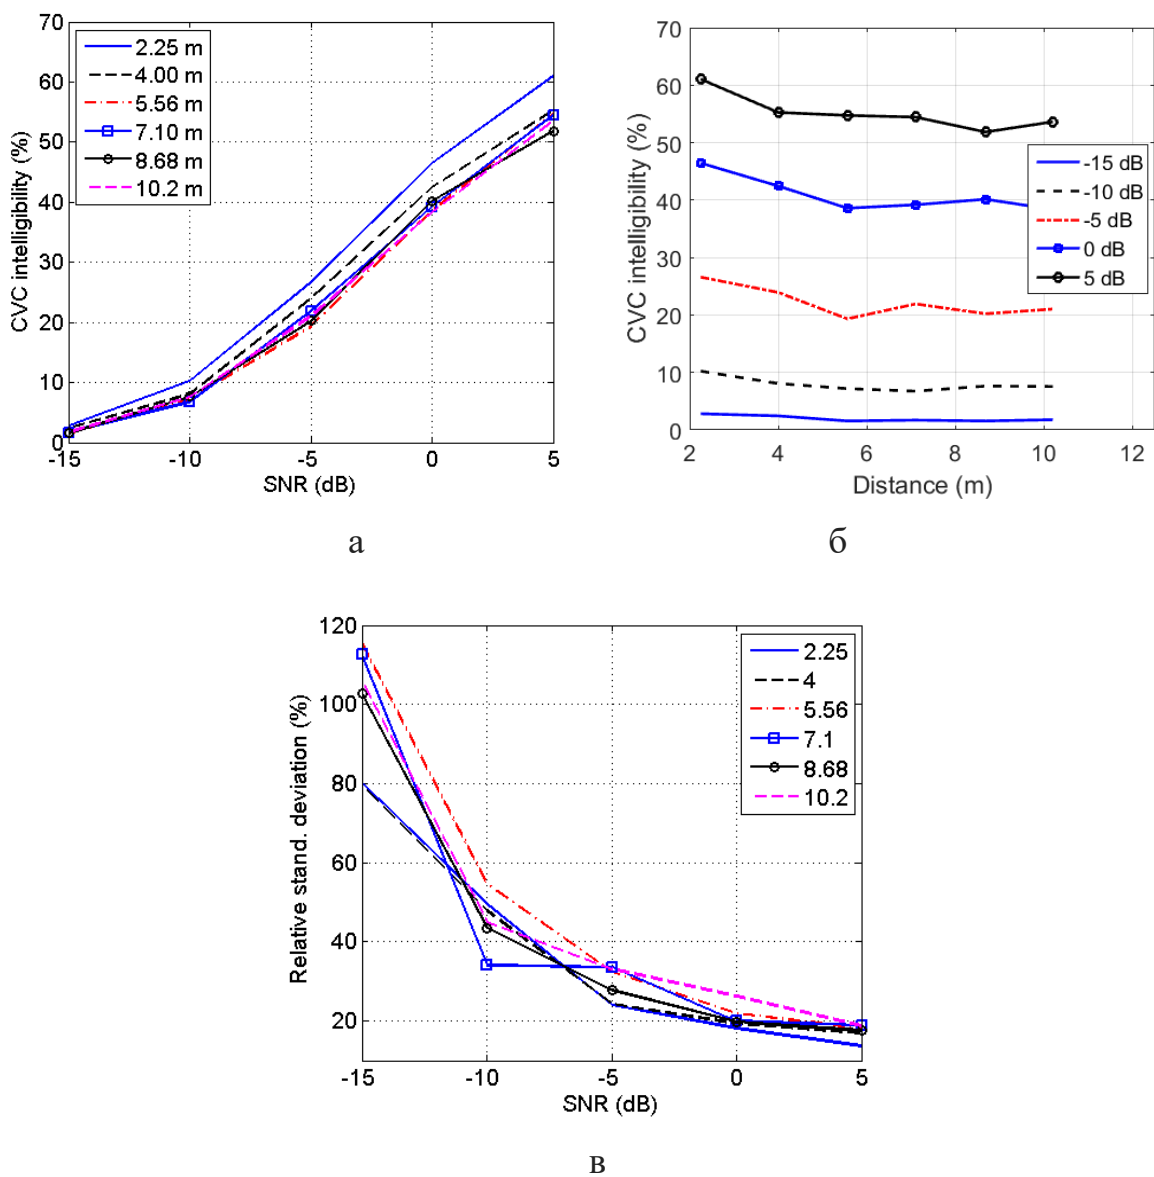 70
60
50
40
30
20
10
0
CVC intelligibility (%)
2.25 m
4.00 m
5.56 m
7.10 m
8.68 m
10.2 m
-15 -10 -5 0 5
SNR (dB)
а
70
60
50
40
30
20
10
0
CVC intelligibility (%)
-15 dB
-10 dB
-5 dB
0 dB
5 dB
2 4 6 8 10 12
Distance (m)
б
120
100
80
60
40
20
Relative stand. deviation (%)
2.25
4
5.56
7.1
8.68
10.2
-15 -10 -5 0 5
SNR (dB)
в